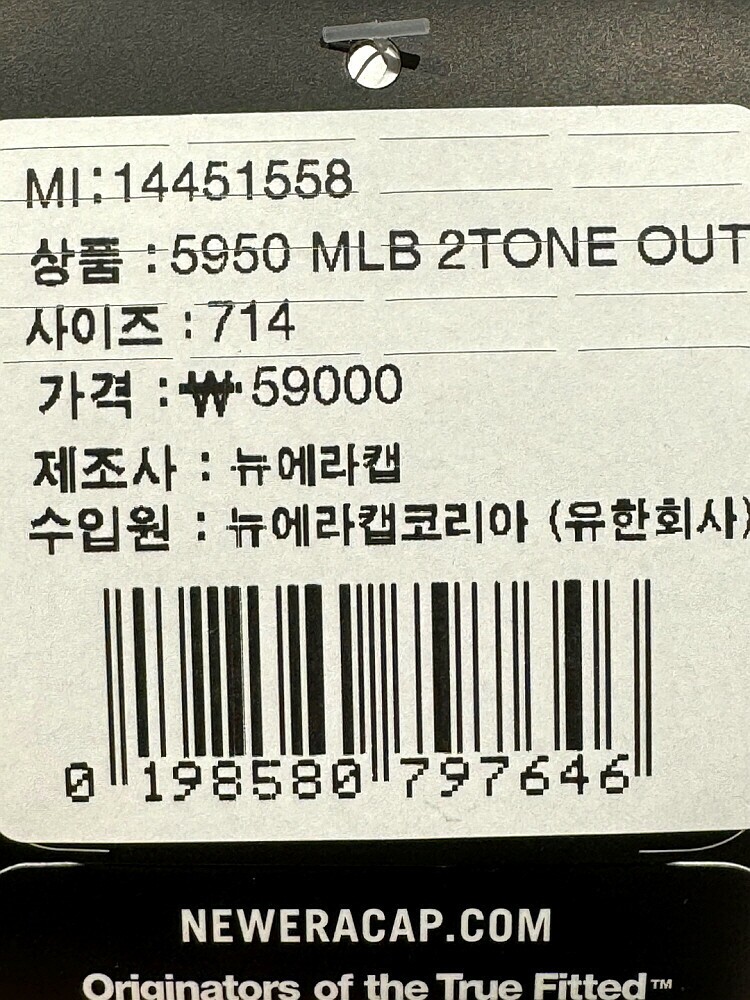 MI:14451558
상품 : 5950 MLB 2TONE OUT
사이즈 : 714
가격 : ₩ 59000
제조사 : 뉴에라캡
수입원 : 뉴에라캡코리아 (유한회사)
0 198580 797646
NEWERACAP.COM
Originators of the True Fitted™